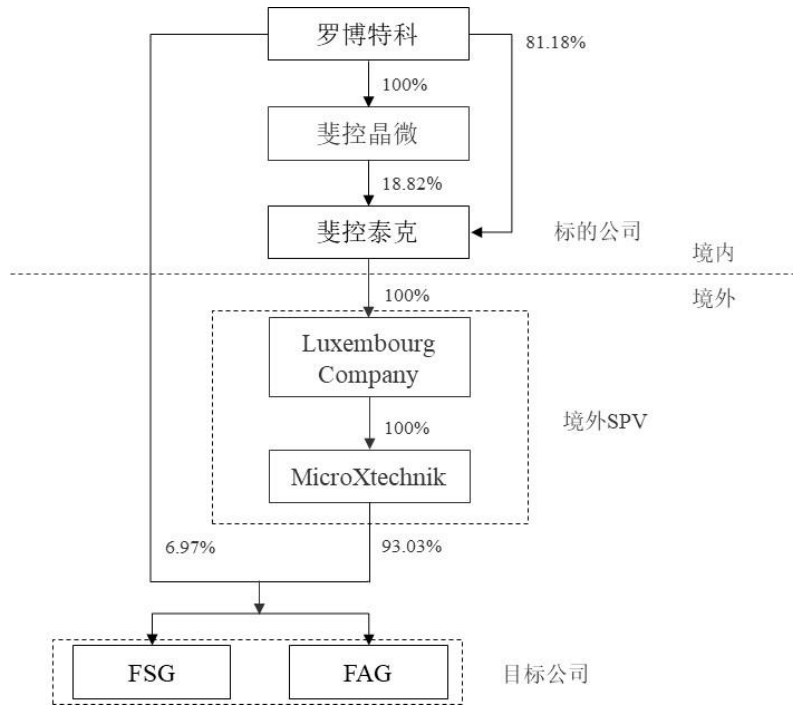 罗博特科
81.18%
100%
斐控晶微
18.82%
斐控泰克
标的公司
境内
境外
100%
Luxembourg
Company
境外SPV
100%
MicroXtechnik
6.97%
93.03%
FSG
FAG
目标公司